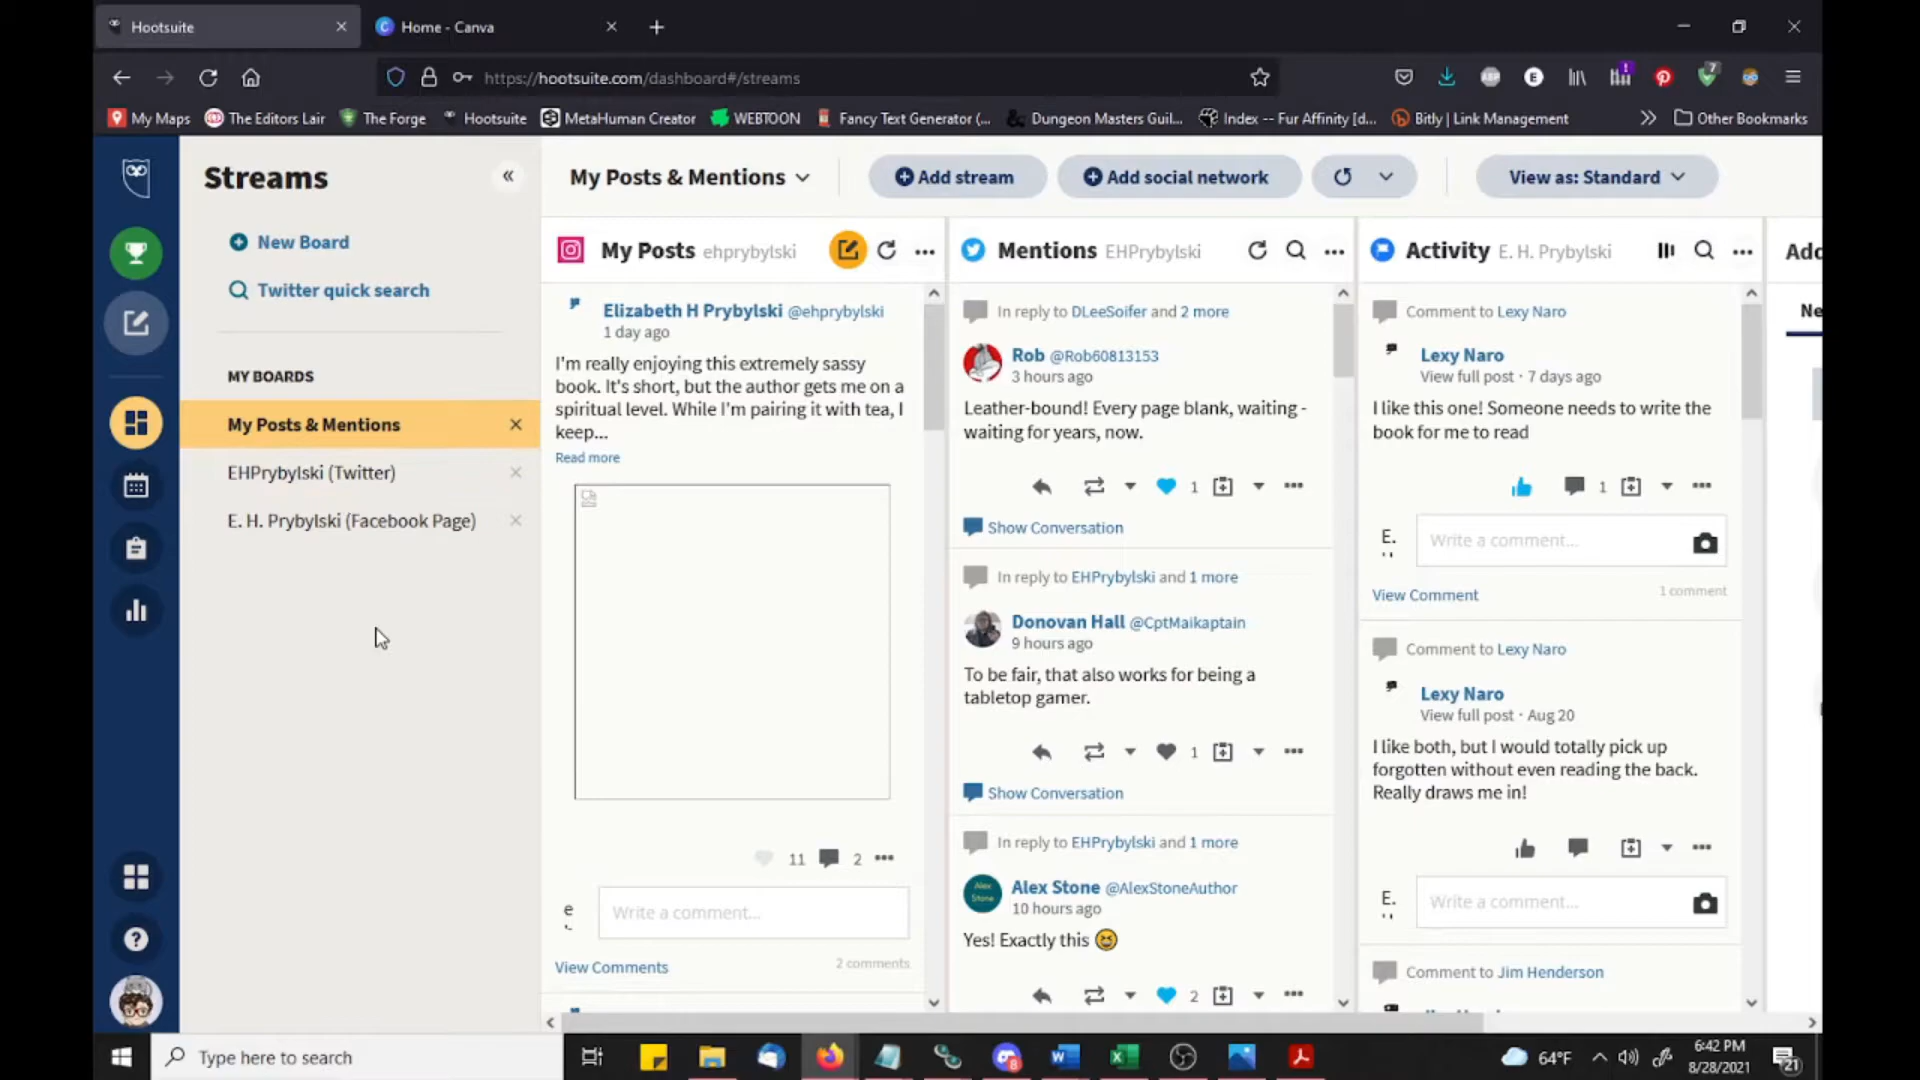 Hootsuite
Home - Canva
https://hootsuite.com/dashboard#/streams
1
7
My Maps
The Editors Lair
The Forge
Hootsuite
MetaHuman Creator
WEBTOON
Fancy Text Generator (...
Dungeon Masters Guil...
Index -- Fur Affinity [d...
Bitly | Link Management
Other Bookmarks
Streams
New Board
Twitter quick search
MY BOARDS
My Posts & Mentions
EHPrybylski (Twitter)
E. H. Prybylski (Facebook Page)
My Posts & Mentions
Add stream
Add social network
View as: Standard
My Posts ehprybylski
Elizabeth H Prybylski @ehprybylski
1 day ago
I'm really enjoying this extremely sassy
book. It's short, but the author gets me on a
spiritual level. While I'm pairing it with tea, I
keep...
Read more
11
2
e
Write a comment...
View Comments
2 comments
Mentions EHPrybylski
In reply to DLeeSoifer and 2 more
Rob @Rob60813153
3 hours ago
Leather-bound! Every page blank, waiting -
waiting for years, now.
1
Show Conversation
In reply to EHPrybylski and 1 more
Donovan Hall @CptMaikaptain
9 hours ago
To be fair, that also works for being a
tabletop gamer.
1
Show Conversation
In reply to EHPrybylski and 1 more
Alex Stone
Alex Stone @AlexStoneAuthor
10 hours ago
Yes! Exactly this
2
Activity E. H. Prybylski
Comment to Lexy Naro
Lexy Naro
View full post · 7 days ago
I like this one! Someone needs to write the
book for me to read
1
E.
Write a comment...
View Comment
1 comment
Comment to Lexy Naro
Lexy Naro
View full post · Aug 20
I like both, but I would totally pick up
forgotten without even reading the back.
Really draws me in!
E.
Write a comment...
Comment to Jim Henderson
Type here to search
8
64°F
6:42 PM
8/28/2021
21